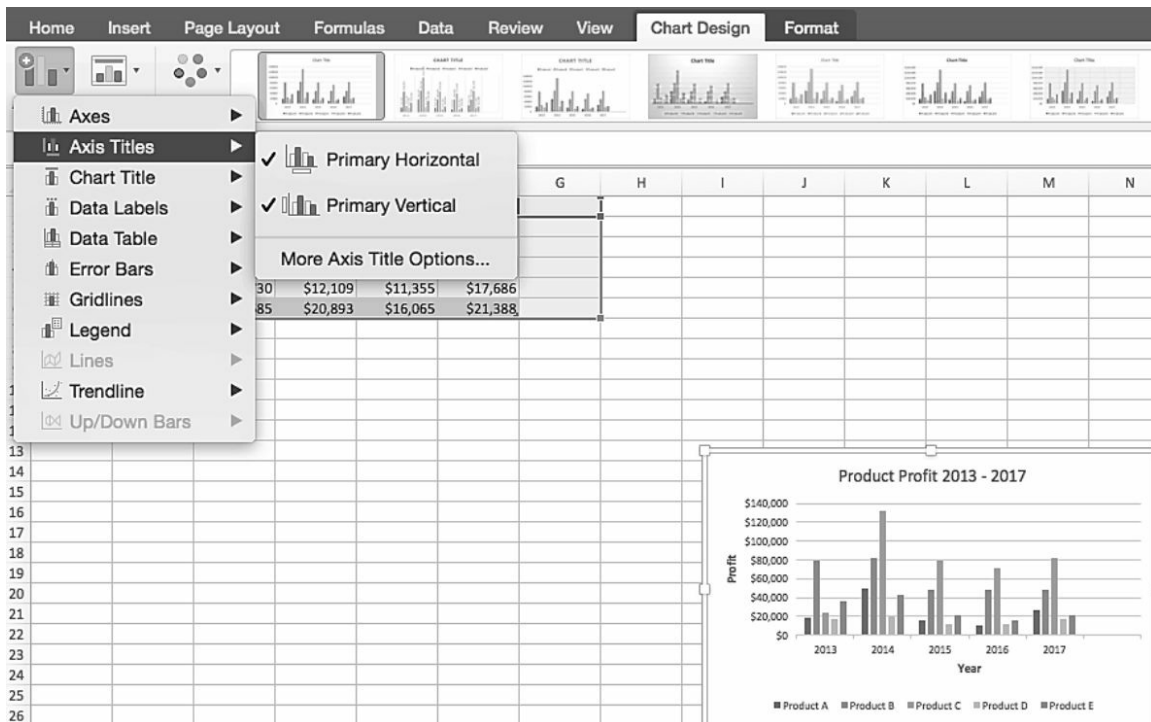 Home Insert Page Layout Formulas Data Review View Chart Design Format
Axes
Axis Titles
Chart Title
Data Labels
Data Table
Error Bars
Gridlines
Legend
Lines
Trendline
Up/Down Bars
Primary Horizontal
Primary Vertical
More Axis Title Options...
G H I J K L M N
30 $12,109 $11,355 $17,686
85 $20,893 $16,065 $21,388
13
14
15
16
17
18
19
20
21
22
23
24
25
26
Product Profit 2013 - 2017
$140,000
$120,000
$100,000
$80,000
$60,000
$40,000
$20,000
$0
Profit
2013 2014 2015 2016 2017
Year
Product A Product B Product C Product D Product E